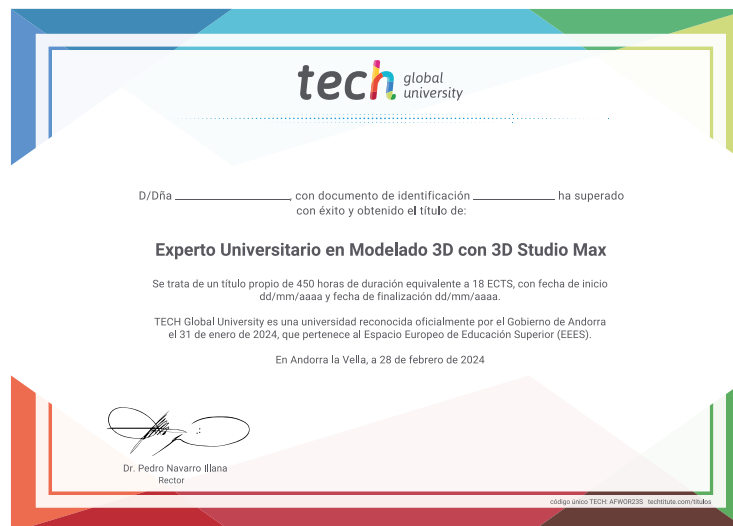 tech global university
D/Dña ____________, con documento de identificación ____________ ha superado
con éxito y obtenido el título de:
Experto Universitario en Modelado 3D con 3D Studio Max
Se trata de un título propio de 450 horas de duración equivalente a 18 ECTS, con fecha de inicio
dd/mm/aaaa y fecha de finalización dd/mm/aaaa.
TECH Global University es una universidad reconocida oficialmente por el Gobierno de Andorra
el 31 de enero de 2024, que pertenece al Espacio Europeo de Educación Superior (EEES).
En Andorra la Vella, a 28 de febrero de 2024
Dr. Pedro Navarro Illana
Rector
código único TECH: AFWOR23S techtitute.com/titulos